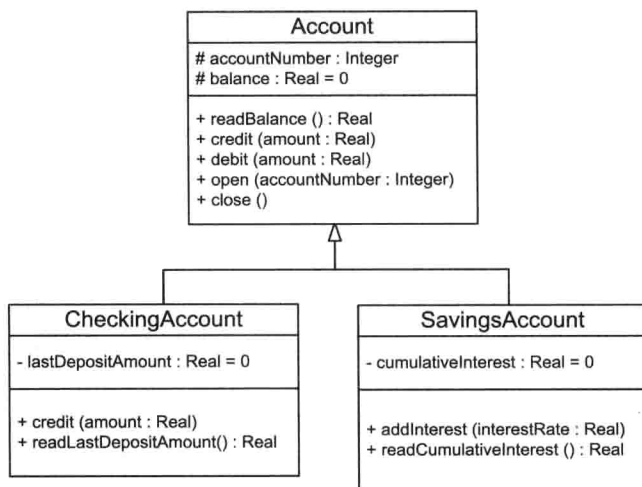 Account
# accountNumber : Integer
# balance : Real = 0
+ readBalance () : Real
+ credit (amount : Real)
+ debit (amount : Real)
+ open (accountNumber : Integer)
+ close ()
CheckingAccount
- lastDepositAmount : Real = 0
+ credit (amount : Real)
+ readLastDepositAmount() : Real
SavingsAccount
- cumulativeInterest : Real = 0
+ addInterest (interestRate : Real)
+ readCumulativeInterest () : Real